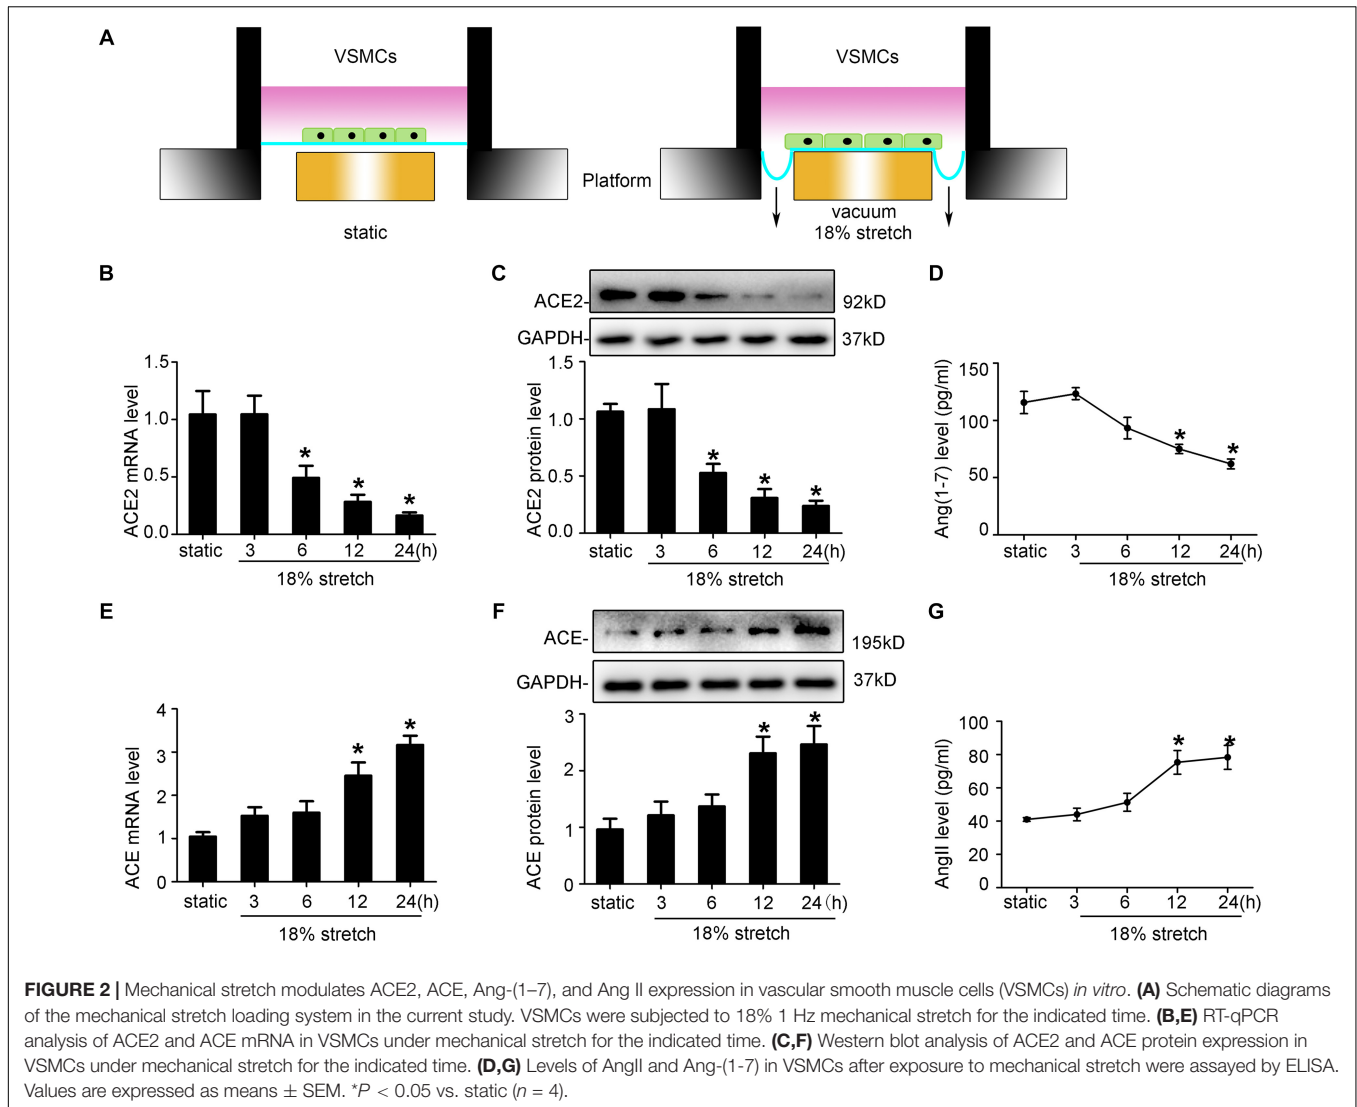 A
VSMCs
VSMCs
Platform
static
vacuum
18% stretch
B
ACE2 mRNA level
1.5
1.0
0.5
0.0
*
*
*
static 3 6 12 24(h)
18% stretch
C
ACE2- 92kD
GAPDH- 37kD
ACE2 protein level
1.5
1.0
0.5
0.0
*
*
*
static 3 6 12 24(h)
18% stretch
D
Ang(1-7) level (pg/ml)
150
100
50
0
*
*
static 3 6 12 24(h)
18% stretch
E
ACE mRNA level
4
3
2
1
0
*
*
static 3 6 12 24(h)
18% stretch
F
ACE- 195kD
GAPDH- 37kD
ACE protein level
3
2
1
0
*
*
static 3 6 12 24(h)
18% stretch
G
AngII level (pg/ml)
100
80
60
40
20
0
*
*
static 3 6 12 24(h)
18% stretch
FIGURE 2 | Mechanical stretch modulates ACE2, ACE, Ang-(1–7), and Ang II expression in vascular smooth muscle cells (VSMCs) in vitro. (A) Schematic diagrams
of the mechanical stretch loading system in the current study. VSMCs were subjected to 18% 1 Hz mechanical stretch for the indicated time. (B,E) RT-qPCR
analysis of ACE2 and ACE mRNA in VSMCs under mechanical stretch for the indicated time. (C,F) Western blot analysis of ACE2 and ACE protein expression in
VSMCs under mechanical stretch for the indicated time. (D,G) Levels of AngII and Ang-(1-7) in VSMCs after exposure to mechanical stretch were assayed by ELISA.
Values are expressed as means ± SEM. *P < 0.05 vs. static (n = 4).